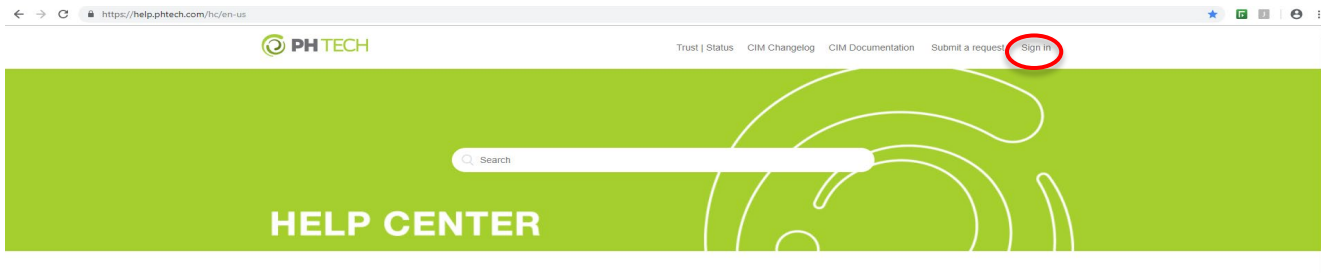 https://help.phtech.com/hc/en-us
PH TECH
Trust | Status CIM Changelog CIM Documentation Submit a request Sign in
Search
HELP CENTER